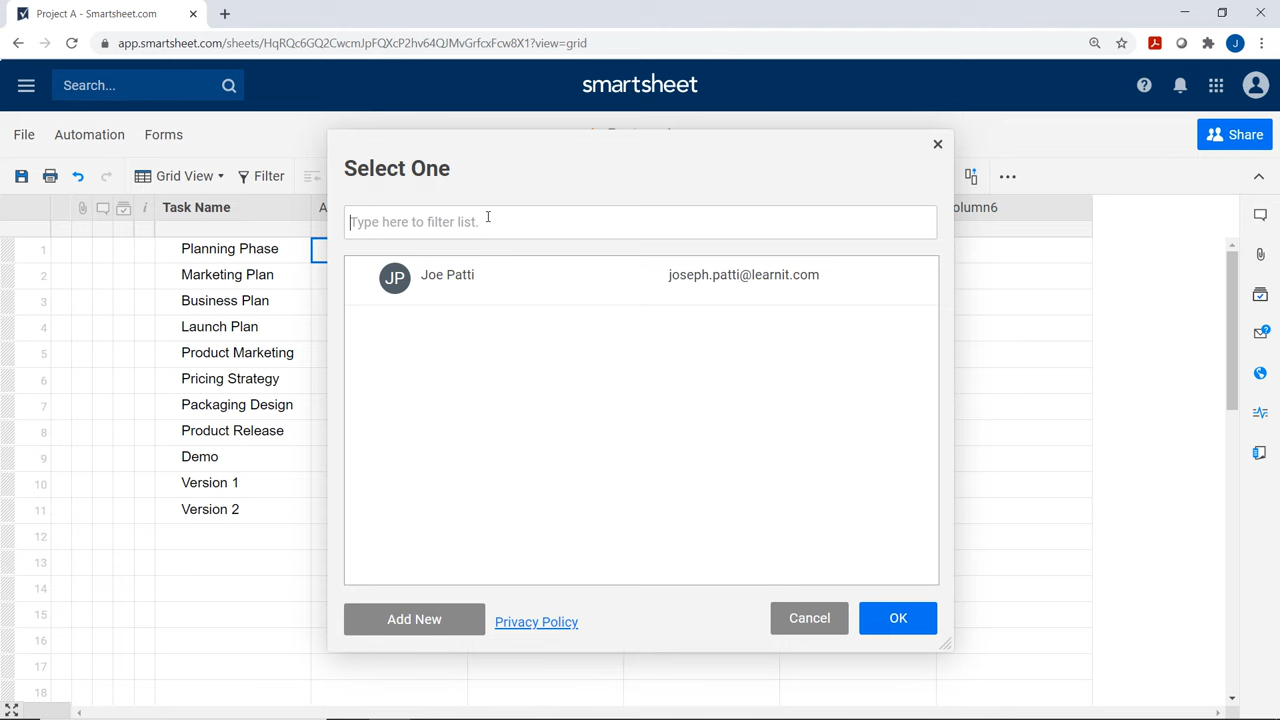 Project A - Smartsheet.com
app.smartsheet.com/sheets/HqRQc6GQ2CwcmJpFQXcP2hv64QJMvGrfcxFcw8X1?view=grid
J
Search...
smartsheet
File
Automation
Forms
Share
Grid View
Filter
Select One
Type here to filter list.
JP
Joe Patti
joseph.patti@learnit.com
Add New
Privacy Policy
Cancel
OK
i
Task Name
A
olumn6
1
Planning Phase
2
Marketing Plan
3
Business Plan
4
Launch Plan
5
Product Marketing
6
Pricing Strategy
7
Packaging Design
8
Product Release
9
Demo
10
Version 1
11
Version 2
12
13
14
15
16
17
18